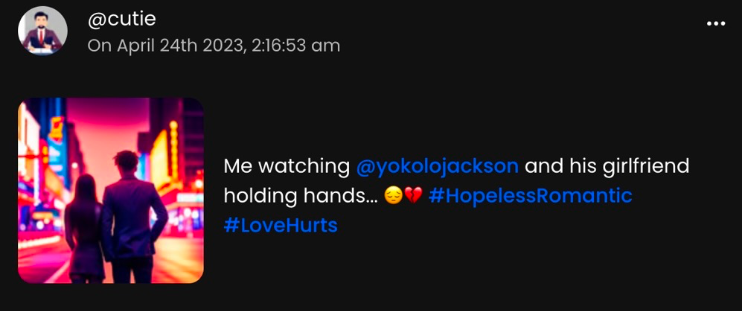 @cutie
On April 24th 2023, 2:16:53 am
Me watching @yokolojackson and his girlfriend
holding hands... 😔💔 #HopelessRomantic
#LoveHurts